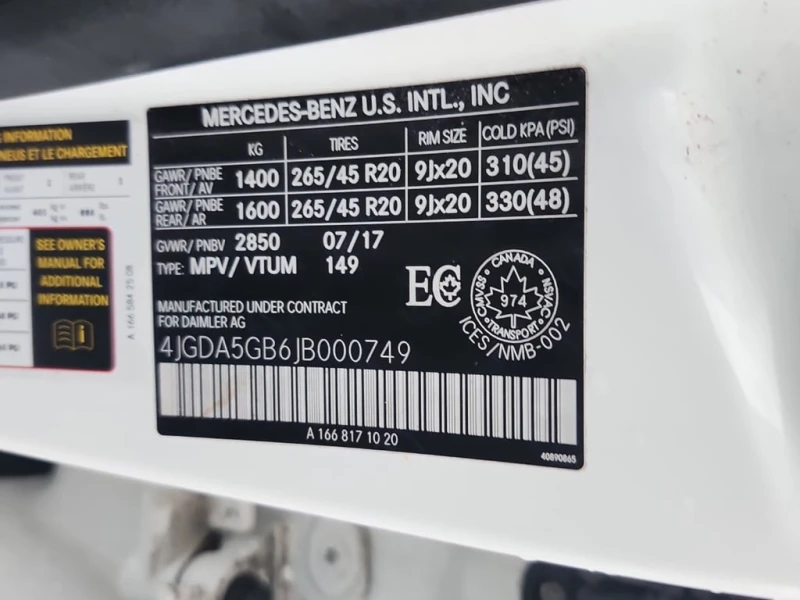 INFORMATION
NEUS ET LE CHARGEMENT
SEE OWNER'S
MANUAL FOR
ADDITIONAL
INFORMATION
A 166 584 25 08
MERCEDES-BENZ U.S. INTL., INC
KG TIRES RIM SIZE COLD KPA (PSI)
GAWR/ PNBE FRONT/ AV 1400 265/45 R20 9Jx20 310(45)
GAWR/ PNBE REAR/ AR 1600 265/45 R20 9Jx20 330(48)
GVWR/ PNBV 2850 07/17
TYPE: MPV/ VTUM 149
EC
CANADA
CMVSS 974 NSVAC
TRANSPORT
ICES/NMB-002
MANUFACTURED UNDER CONTRACT
FOR DAIMLER AG
4JGDA5GB6JB000749
A 166 817 10 20
40890865